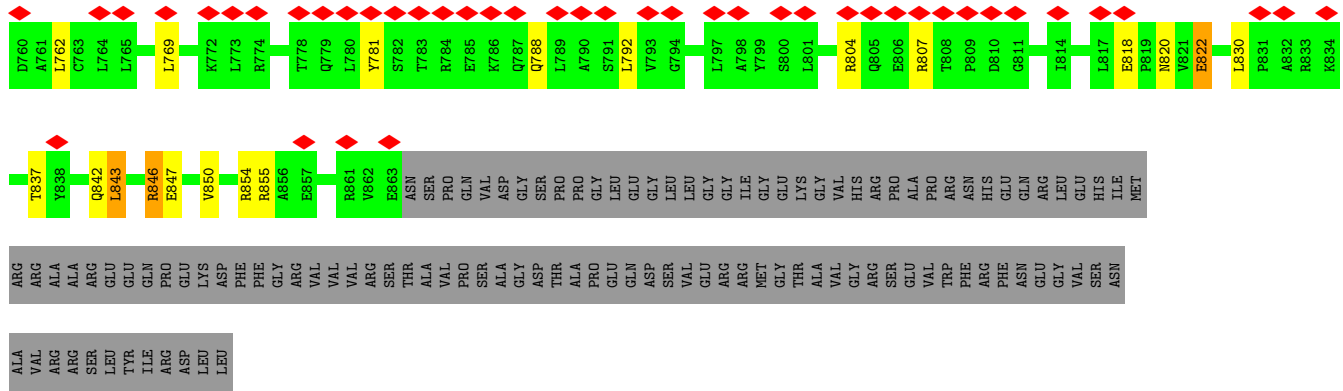 D760 A761 L762 C763 L764 L765 L769 K772 L773 R774 T778 Q779 L780 Y781 S782 T783 R784 E785 K786 Q787 Q788 L789 A790 S791 L792 V793 G794 L797 A798 Y799 S800 L801 R804 Q805 E806 R807 T808 P809 D810 G811 I814 L817 E818 P819 N820 V821 E822 L830 P831 A832 R833 K834
T837 Y838 Q842 L843 R846 E847 V850 R854 R855 A856 E857 R861 V862 E863 ASN SER PRO GLN VAL ASP GLY SER PRO PRO GLY LEU GLU GLY LEU LEU GLY GLY ILE GLY GLU LYS GLY VAL HIS ARG PRO ALA PRO ARG ASN HIS GLU GLN ARG LEU GLU HIS ILE MET
ARG ARG ALA ALA ARG GLU GLU GLN PRO GLU LYS ASP PHE PHE GLY ARG VAL VAL VAL ARG SER THR ALA VAL PRO SER ALA GLY ASP THR ALA PRO GLU GLN ASP SER VAL GLU ARG ARG MET GLY THR ALA VAL GLY ARG SER GLU VAL TRP PHE ARG PHE ASN GLU GLY VAL SER ASN
ALA VAL ARG ARG SER LEU TYR ILE ARG ASP LEU LEU